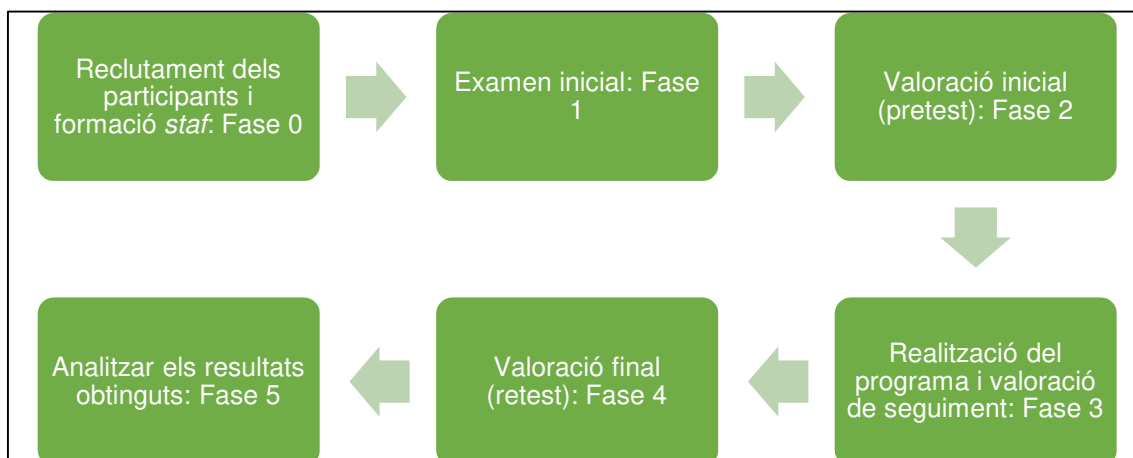 Reclutament dels
participants i
formació staf: Fase 0
Examen inicial: Fase
1
Valoració inicial
(pretest): Fase 2
Realització del
programa i valoració
de seguiment: Fase 3
Valoració final
(retest): Fase 4
Analitzar els resultats
obtinguts: Fase 5